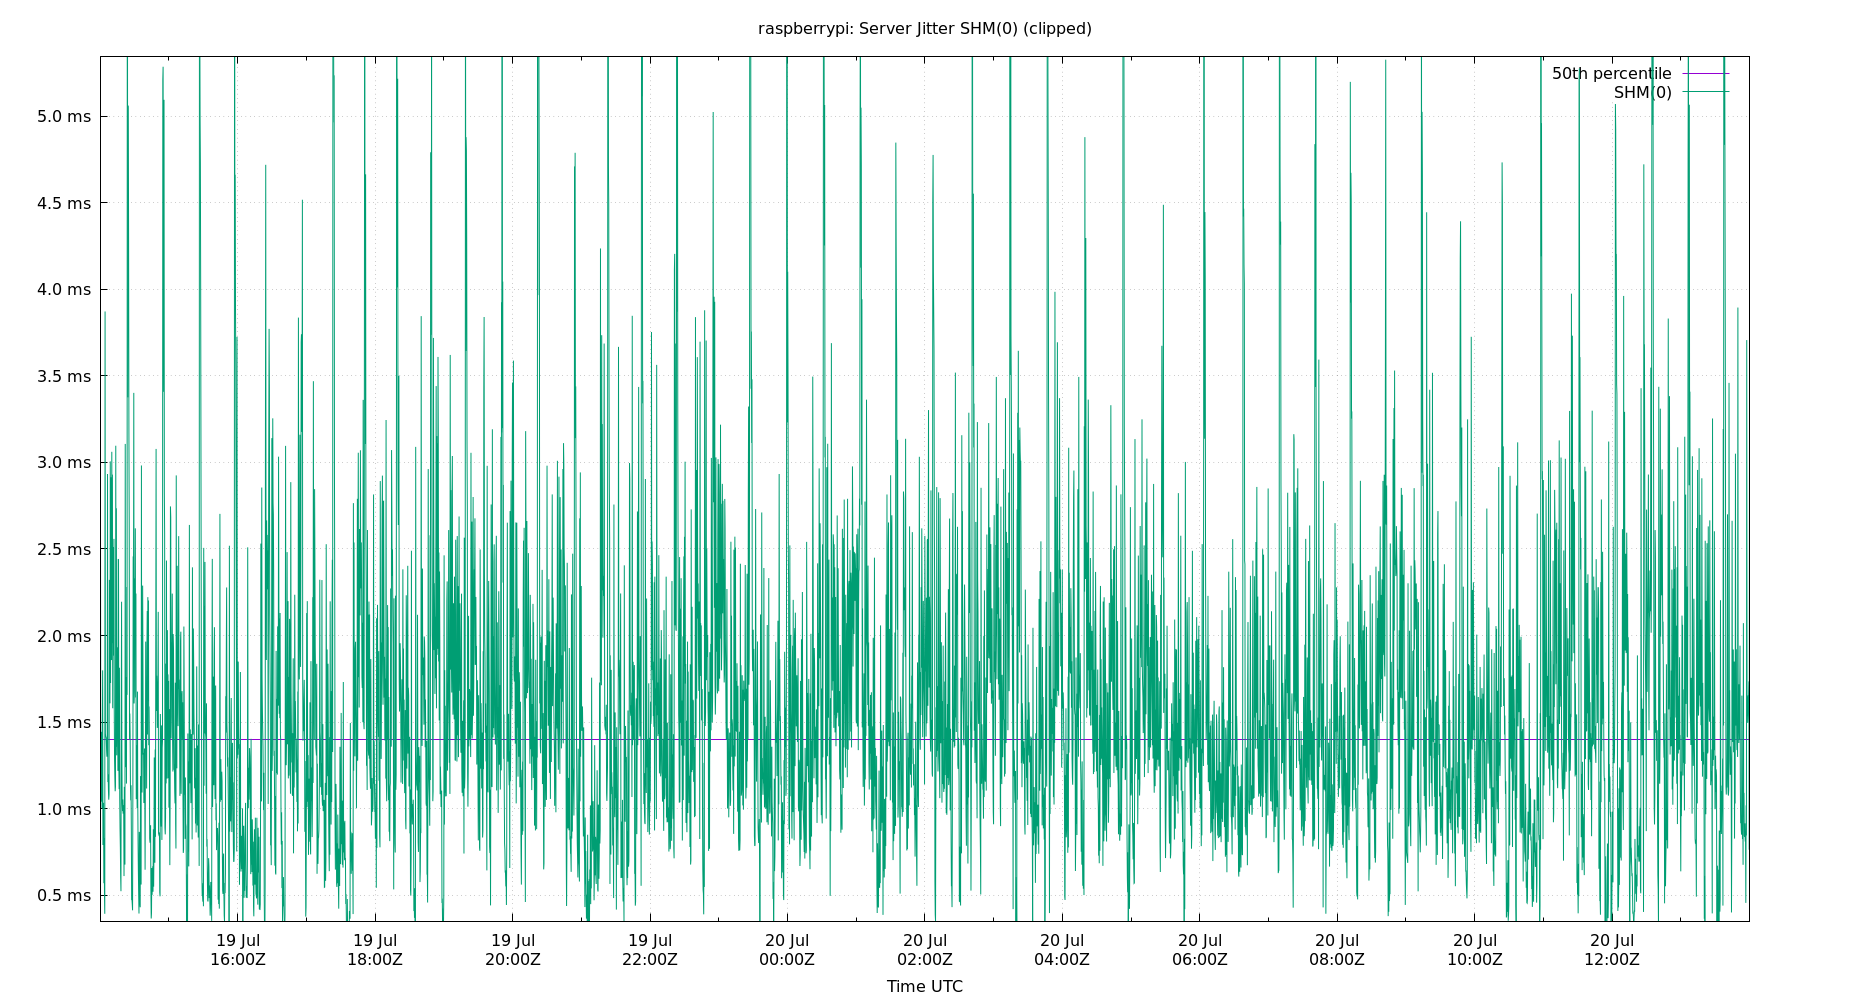 raspberrypi: Server Jitter SHM(0) (clipped)
50th percentile
SHM(0)
5.0 ms
4.5 ms
4.0 ms
3.5 ms
3.0 ms
2.5 ms
2.0 ms
1.5 ms
1.0 ms
0.5 ms
19 Jul 19 Jul 19 Jul 19 Jul 20 Jul 20 Jul 20 Jul 20 Jul 20 Jul 20 Jul 20 Jul
16:00Z 18:00Z 20:00Z 22:00Z 00:00Z 02:00Z 04:00Z 06:00Z 08:00Z 10:00Z 12:00Z
Time UTC